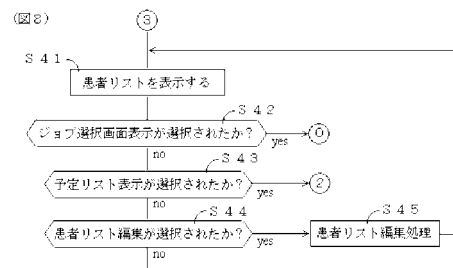 (図8)
③
S41
患者リストを表示する
S42
ジョブ選択画面表示が選択されたか?
yes
⓪
no
S43
予定リスト表示が選択されたか?
yes
②
no
S44
患者リスト編集が選択されたか?
yes
S45
患者リスト編集処理
no